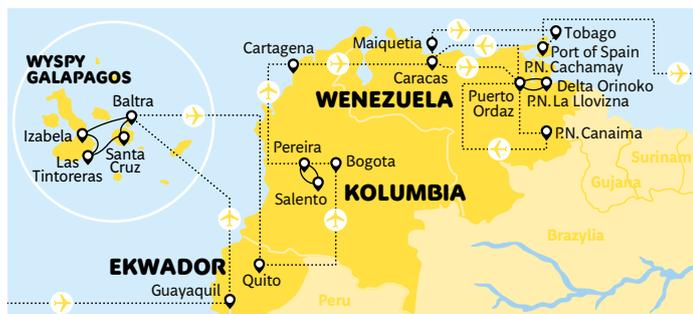 WYSPY
GALAPAGOS
Baltra
Izabela
Las
Tintoreras
Santa
Cruz
Cartagena
Maiquetia
Caracas
WENEZUELA
Tobago
Port of Spain
P.N. Cachamay
Delta Orinoko
P.N. La Llovizna
Puerto
Ordaz
P.N. Canaima
Pereira
Bogota
Salento
KOLUMBIA
Surinam
Gujana
Brazylia
EKWADOR
Quito
Guayaquil
Peru